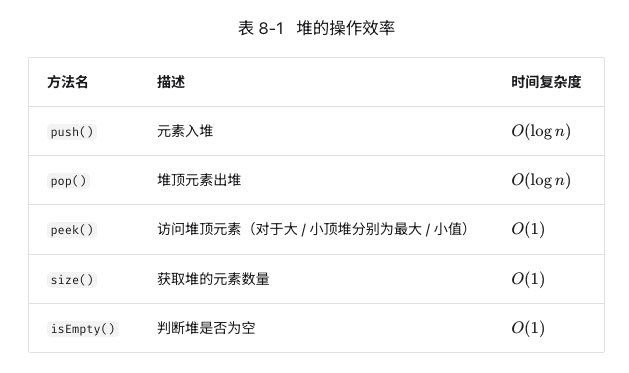 表 8-1 堆的操作效率
方法名 描述 时间复杂度
push() 元素入堆 O(log n)
pop() 堆顶元素出堆 O(log n)
peek() 访问堆顶元素（对于大 / 小顶堆分别为最大 / 小值） O(1)
size() 获取堆的元素数量 O(1)
isEmpty() 判断堆是否为空 O(1)